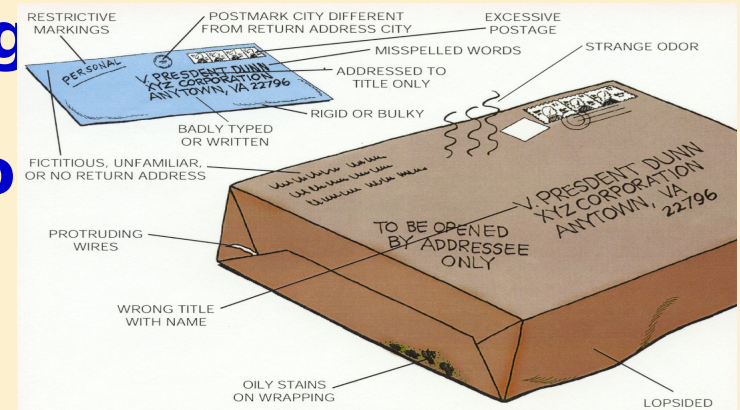 g
o
RESTRICTIVE
MARKINGS
POSTMARK CITY DIFFERENT
FROM RETURN ADDRESS CITY
EXCESSIVE
POSTAGE
MISSPELLED WORDS
STRANGE ODOR
ADDRESSED TO
TITLE ONLY
PERSONAL
V. PRESDENT DUNN
XYZ CORPORATION
ANYTOWN, VA 22796
RIGID OR BULKY
BADLY TYPED
OR WRITTEN
FICTITIOUS, UNFAMILIAR,
OR NO RETURN ADDRESS
V. PRESDENT DUNN
XYZ CORPORATION
ANYTOWN, VA
22796
TO BE OPENED
BY ADDRESSEE
ONLY
PROTRUDING
WIRES
WRONG TITLE
WITH NAME
OILY STAINS
ON WRAPPING
LOPSIDED